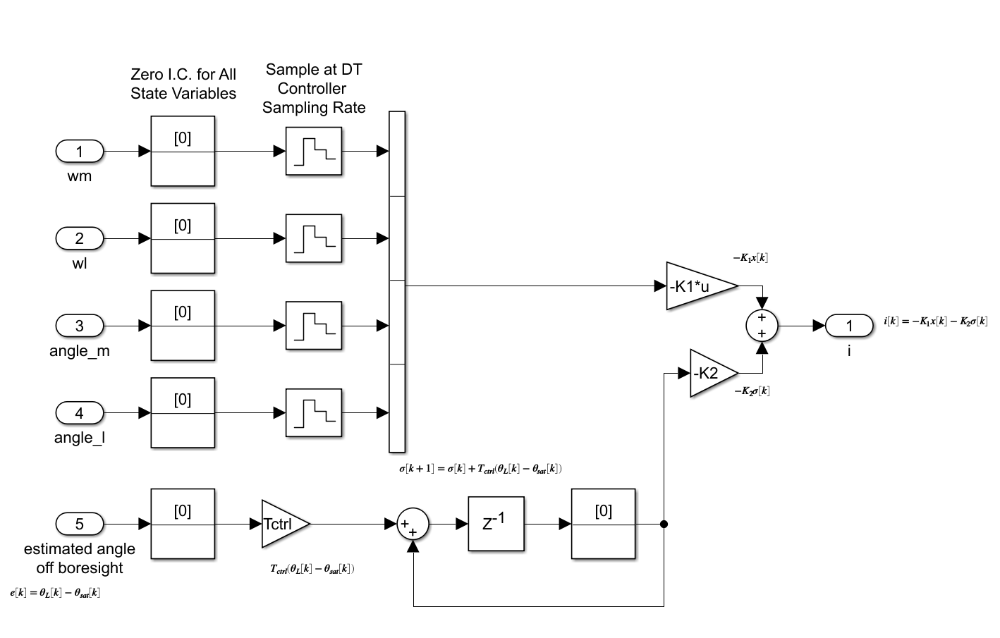 Zero I.C. for All
State Variables
Sample at DT
Controller
Sampling Rate
1
wm
[0]
2
wl
[0]
3
angle_m
[0]
4
angle_l
[0]
-K1*u
−K₁x[k]
+
+
1
i
i[k] = −K₁x[k] − K₂σ[k]
-K2
−K₂σ[k]
σ[k + 1] = σ[k] + T_ctrl(θ_L[k] − θ_sat[k])
5
estimated angle
off boresight
e[k] = θ_L[k] − θ_sat[k]
[0]
Tctrl
T_ctrl(θ_L[k] − θ_sat[k])
+
+
Z⁻¹
[0]